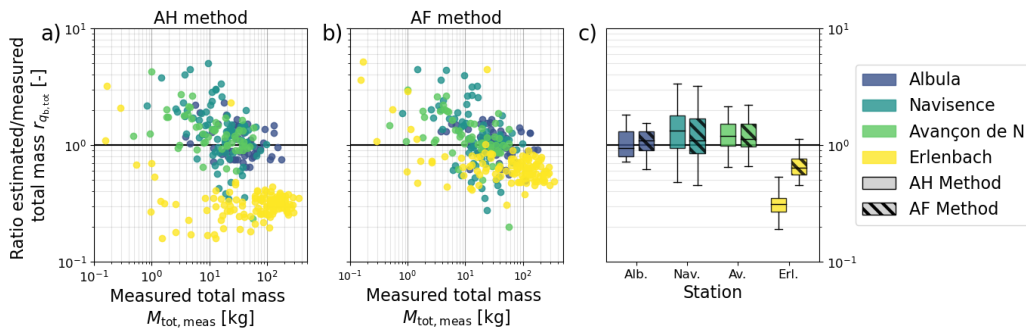 AH method
AF method
a)
b)
c)
Ratio estimated/measured
total mass r_{q_{b,tot}} [-]
10^1
10^0
10^{-1}
10^{-1} 10^0 10^1 10^2
10^{-1} 10^0 10^1 10^2
Measured total mass
M_{tot, meas} [kg]
Measured total mass
M_{tot, meas} [kg]
10^1
10^0
10^{-1}
Alb. Nav. Av. Erl.
Station
Albula
Navisence
Avançon de N
Erlenbach
AH Method
AF Method